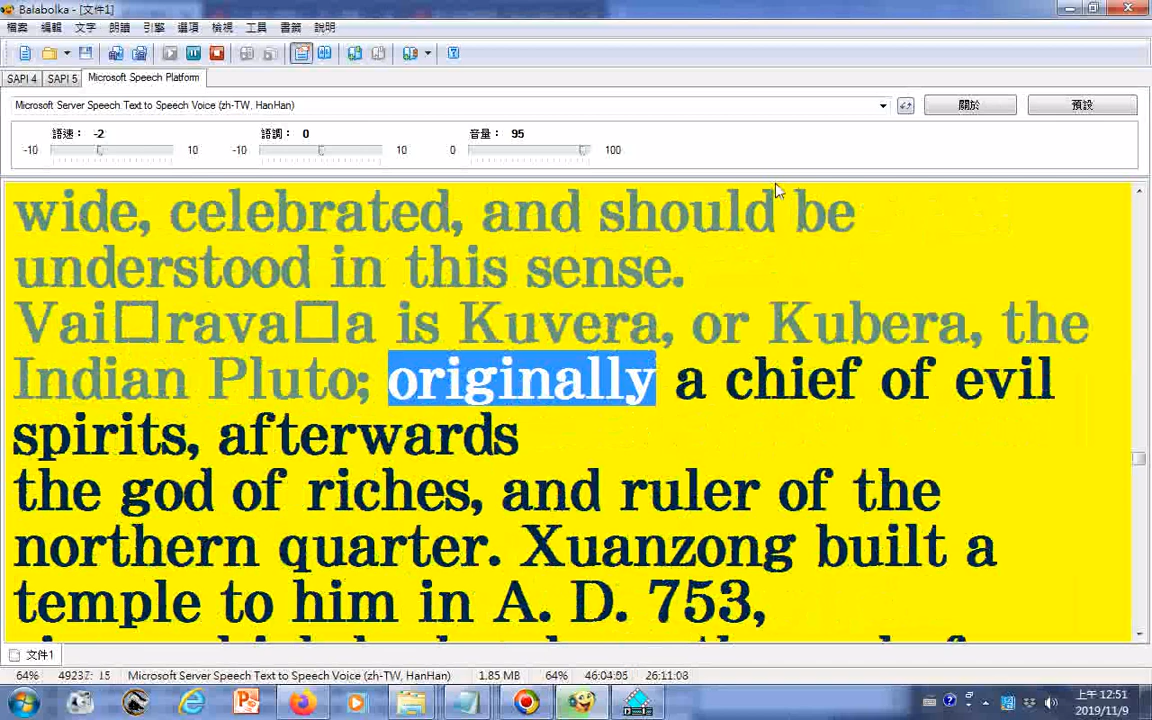 Balabolka - [文件1]
檔案 編輯 文字 朗讀 引擎 選項 檢視 工具 書籤 說明
SAPI 4 SAPI 5 Microsoft Speech Platform
Microsoft Server Speech Text to Speech Voice (zh-TW, HanHan) 關於 預設
語速： -2 語調： 0 音量： 95
-10 10 -10 10 0 100
wide, celebrated, and should be
understood in this sense.
Vai□rava□a is Kuvera, or Kubera, the
Indian Pluto; originally a chief of evil
spirits, afterwards
the god of riches, and ruler of the
northern quarter. Xuanzong built a
temple to him in A. D. 753,
文件1
64% 49237: 15 Microsoft Server Speech Text to Speech Voice (zh-TW, HanHan) 1.85 MB 64% 46:04:95 26:11:03
上午 12:51
2019/11/9